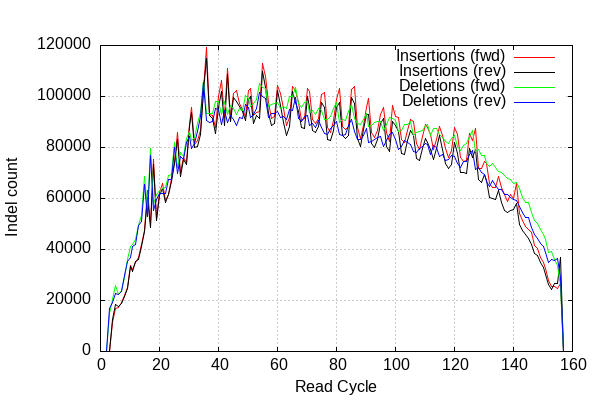 120000
100000
80000
60000
40000
20000
0
Indel count
Insertions (fwd)
Insertions (rev)
Deletions (fwd)
Deletions (rev)
0 20 40 60 80 100 120 140 160
Read Cycle